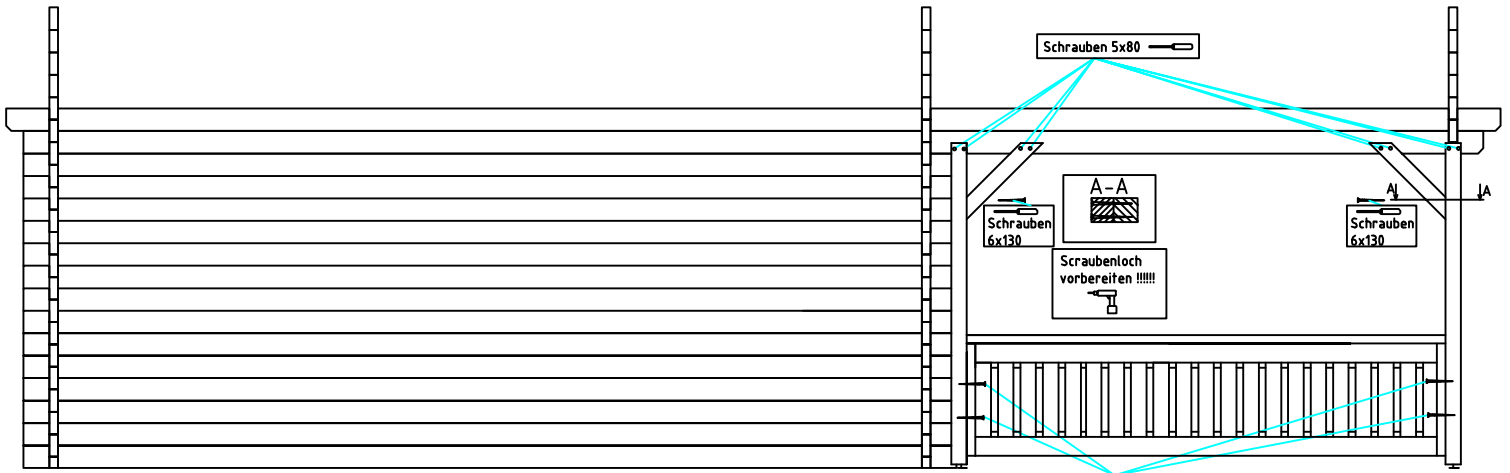 Schrauben 5x80
A-A
A
A
Schrauben
6x130
Schrauben
6x130
Scraubenloch
vorbereiten !!!!!!